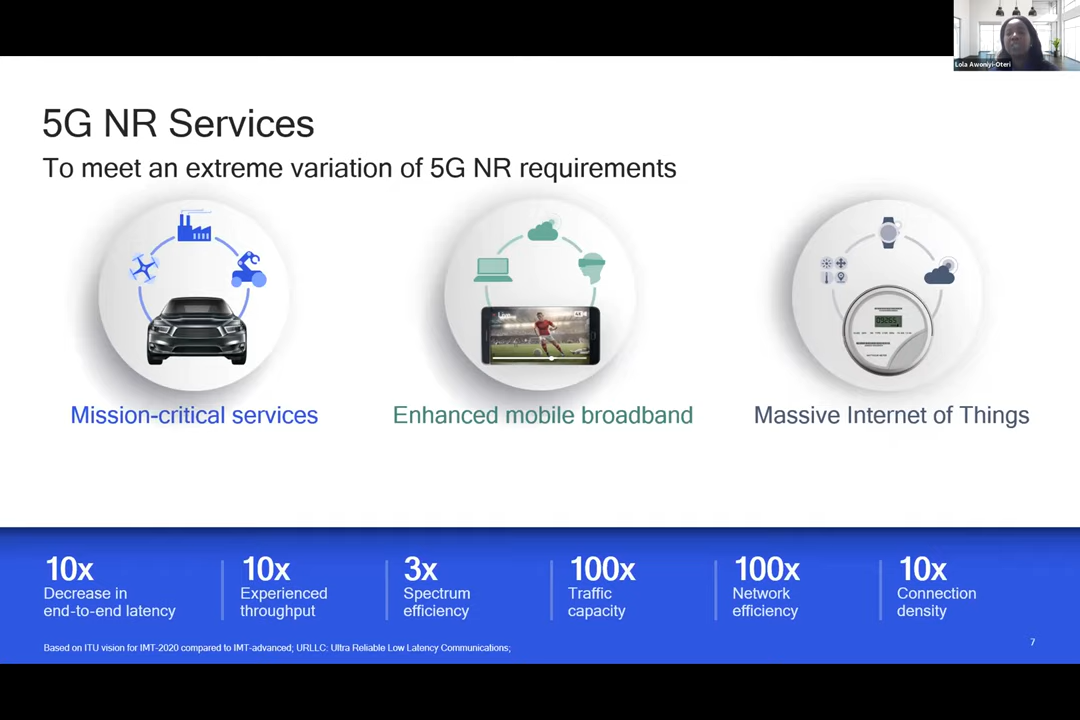 Lola Awoniyi-Oteri
5G NR Services
To meet an extreme variation of 5G NR requirements
Mission-critical services
Enhanced mobile broadband
Massive Internet of Things
10x
Decrease in
end-to-end latency
10x
Experienced
throughput
3x
Spectrum
efficiency
100x
Traffic
capacity
100x
Network
efficiency
10x
Connection
density
Based on ITU vision for IMT-2020 compared to IMT-advanced; URLLC: Ultra Reliable Low Latency Communications;
7